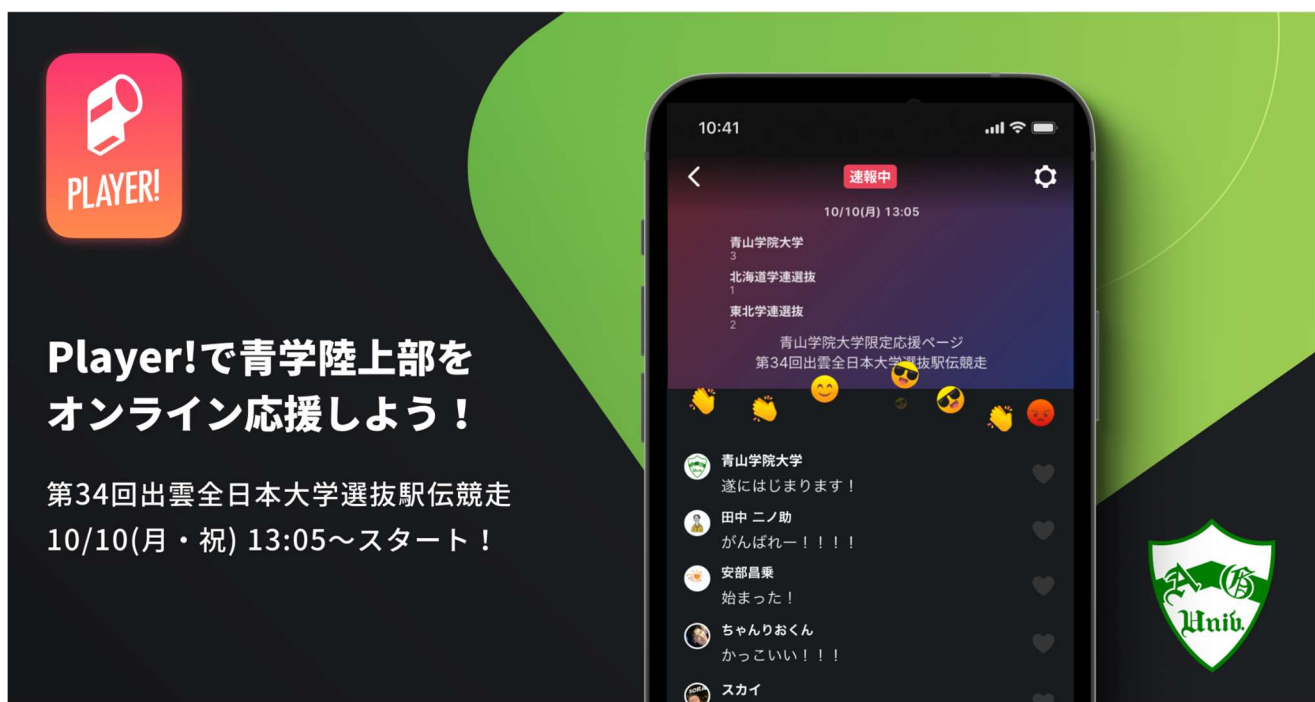 PLAYER!
Player!で青学陸上部を
オンライン応援しよう！
第34回出雲全日本大学選抜駅伝競走
10/10(月・祝) 13:05〜スタート！
10:41
速報中
10/10(月) 13:05
青山学院大学
3
北海道学連選抜
1
東北学連選抜
2
青山学院大学限定応援ページ
第34回出雲全日本大学選抜駅伝競走
青山学院大学
遂にはじまります！
田中 二ノ助
がんばれー！！！！
安部昌乗
始まった！
ちゃんりおくん
かっこいい！！！
スカイ
A G
Univ.